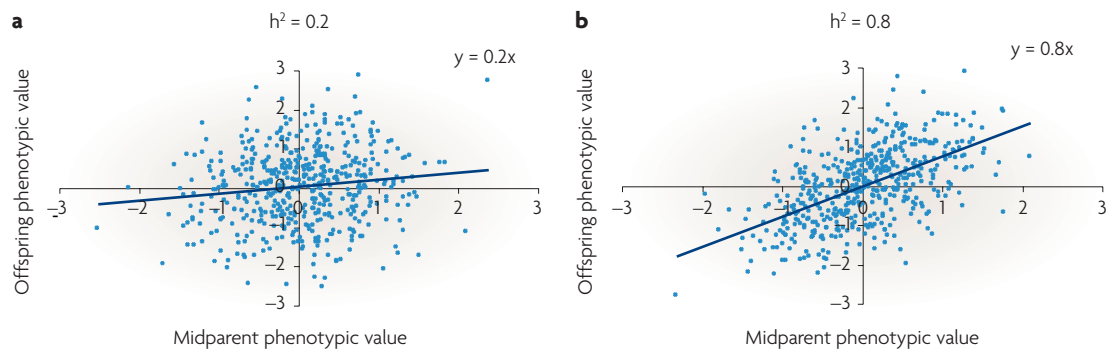 a
h² = 0.2
y = 0.2x
Offspring phenotypic value
3
2
1
0
−1
−2
−3
−3
−2
−1
0
1
2
3
Midparent phenotypic value
b
h² = 0.8
y = 0.8x
Offspring phenotypic value
3
2
1
0
−1
−2
−3
−3
−2
−1
0
1
2
3
Midparent phenotypic value